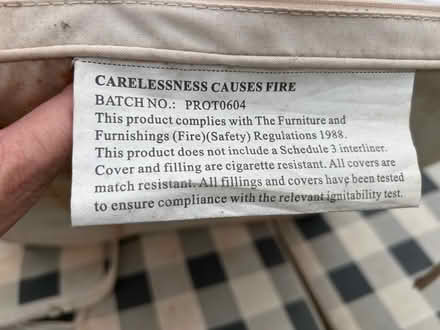 CARELESSNESS CAUSES FIRE
BATCH NO.: PROT0604
This product complies with The Furniture and
Furnishings (Fire)(Safety) Regulations 1988.
This product does not include a Schedule 3 interliner.
Cover and filling are cigarette resistant. All covers are
match resistant. All fillings and covers have been tested
to ensure compliance with the relevant ignitability test.